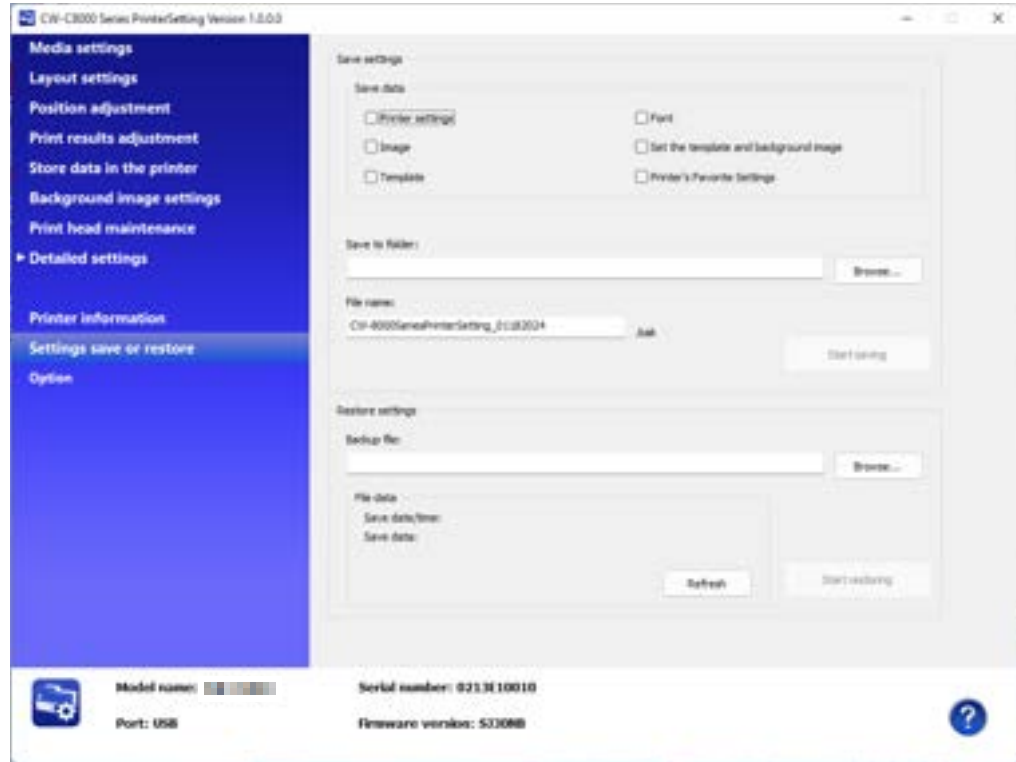 CW-C8000 Series PrinterSetting Version 1.0.0.0
Media settings
Layout settings
Position adjustment
Print results adjustment
Store data in the printer
Background image settings
Print head maintenance
Detailed settings
Printer information
Settings save or restore
Option
Save settings
Save data
Printer settings
Font
Image
Set the template and background image
Template
Printer's Favorite Settings
Save to folder:
Browse...
File name:
CW-8000SeriesPrinterSetting_01182024
.bak
Start saving
Restore settings
Backup file:
Browse...
File data
Save date/time:
Save data:
Refresh
Start restoring
Model name:
Serial number: 0213E10010
Port: USB
Firmware version: SJ30NB
?